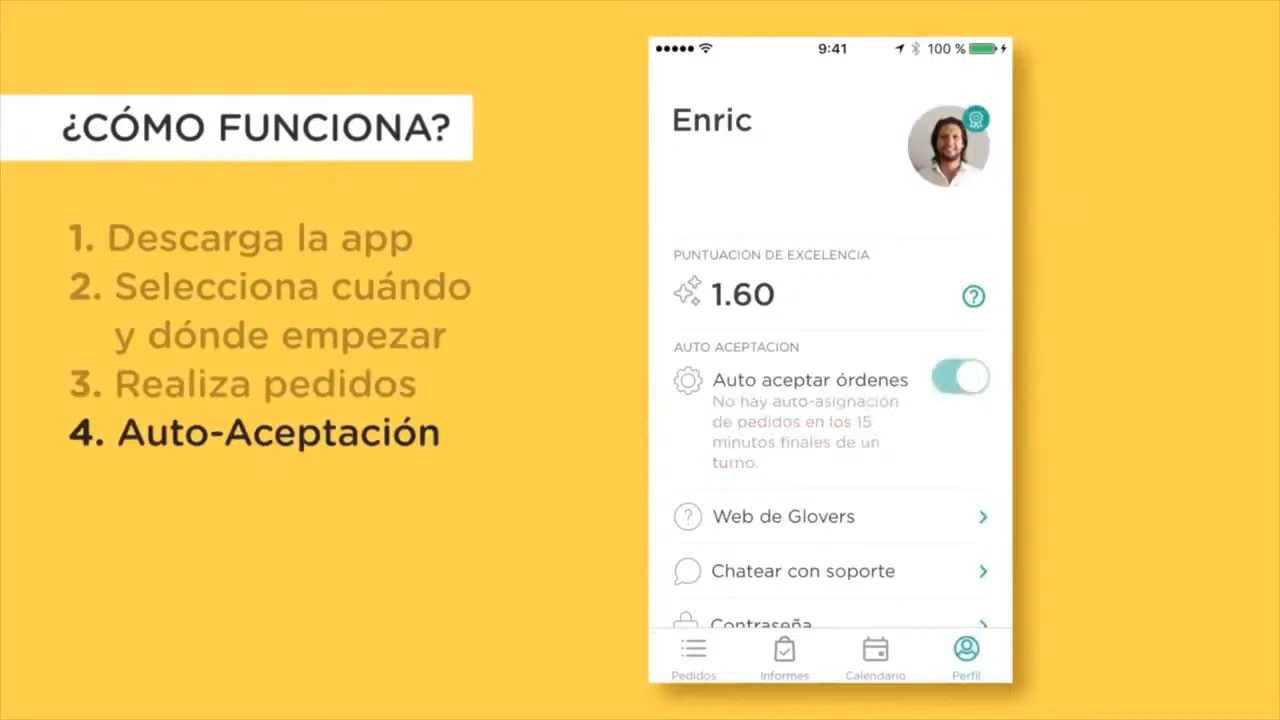 ¿CÓMO FUNCIONA?
1. Descarga la app
2. Selecciona cuándo
y dónde empezar
3. Realiza pedidos
4. Auto-Aceptación
9:41
100 %
Enric
PUNTUACION DE EXCELENCIA
1.60
AUTO ACEPTACION
Auto aceptar órdenes
No hay auto-asignación
de pedidos en los 15
minutos finales de un
turno.
Web de Glovers
Chatear con soporte
Contraseña
Pedidos
Informes
Calendario
Perfil